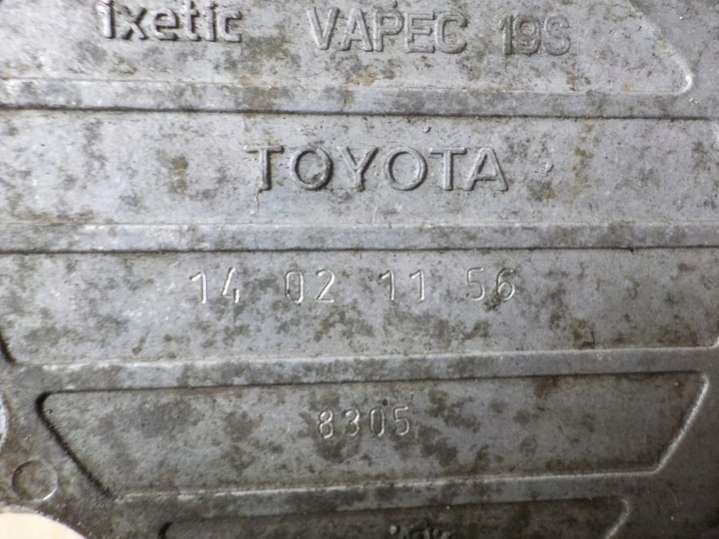 ixetic VAPEC 19S
TOYOTA
14 02 11 56
8305